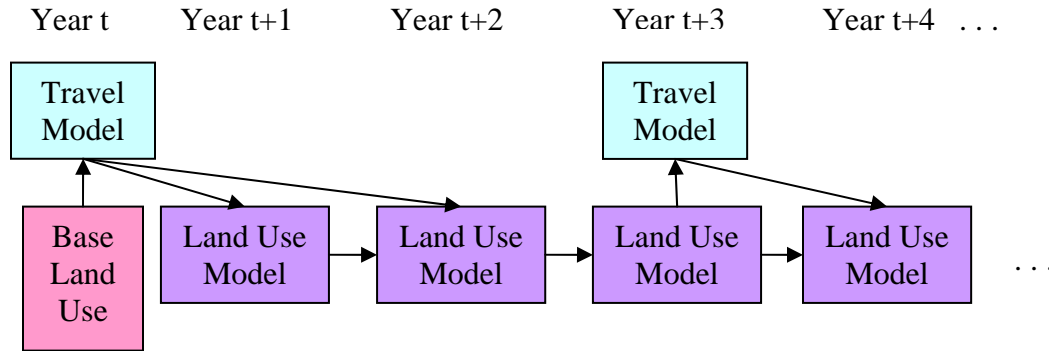 Year t Year t+1 Year t+2 Year t+3 Year t+4 . . .
Travel
Model
Travel
Model
Base
Land
Use
Land Use
Model
Land Use
Model
Land Use
Model
Land Use
Model
. . .